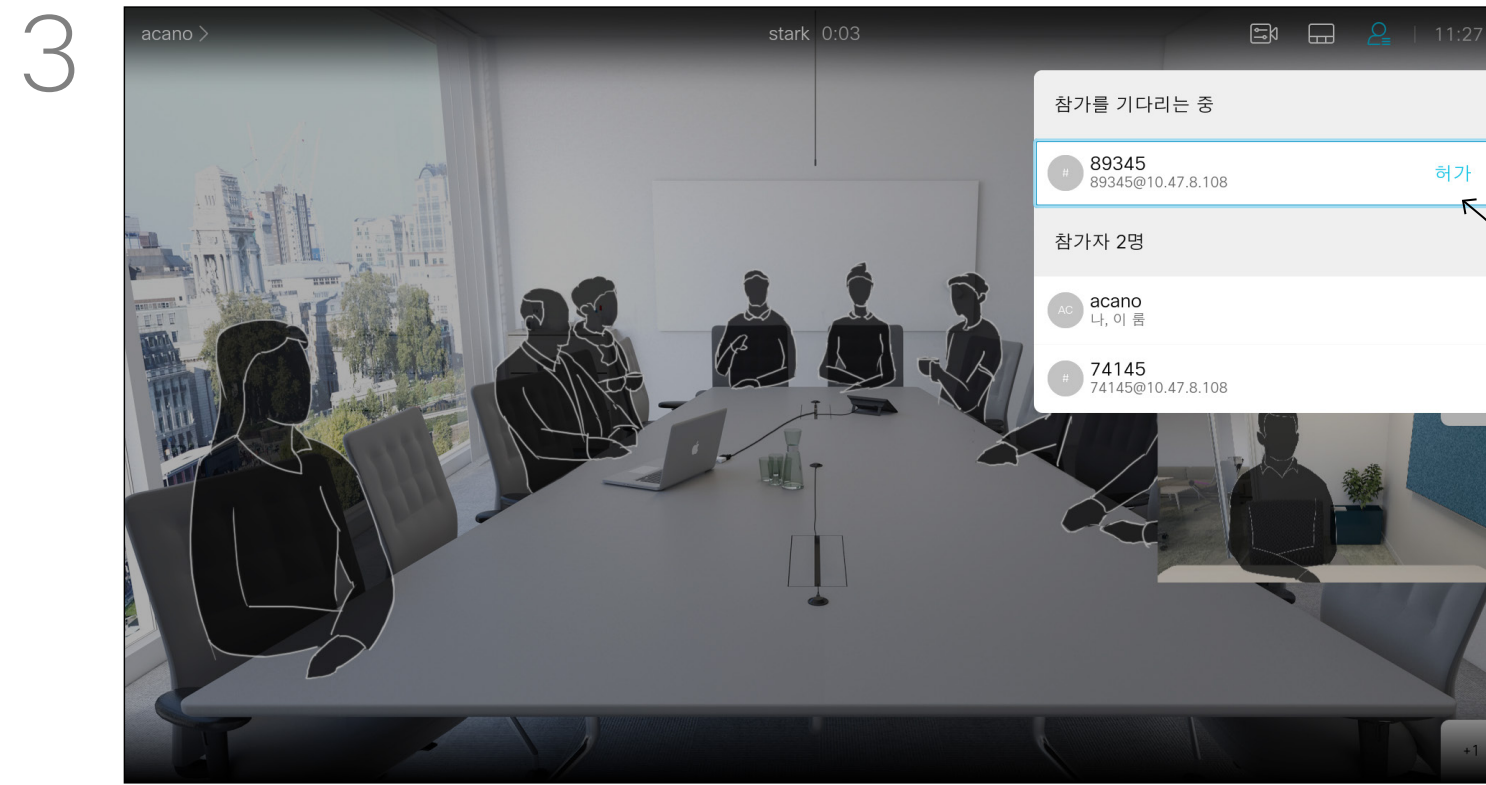 3
acano >
stark 0:03
11:27
참가를 기다리는 중
# 89345 허가
89345@10.47.8.108
참가자 2명
AC acano
나, 이 룸
# 74145
74145@10.47.8.108
+1